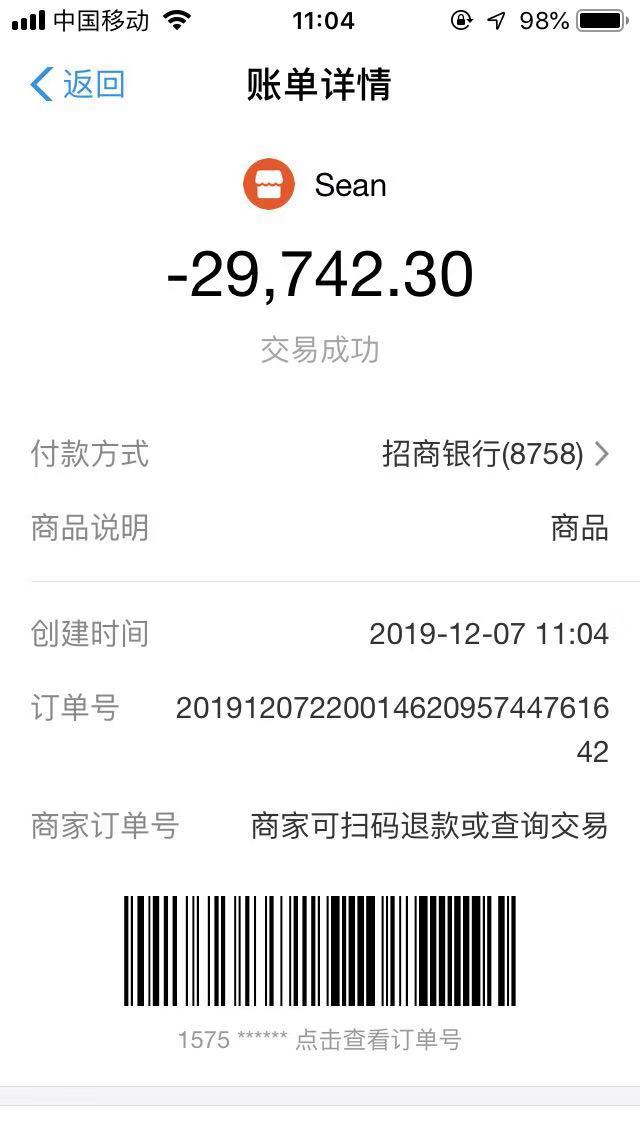 中国移动 11:04 98%
返回 账单详情
Sean
-29,742.30
交易成功
付款方式 招商银行(8758)
商品说明 商品
创建时间 2019-12-07 11:04
订单号 20191207220014620957447616
42
商家订单号 商家可扫码退款或查询交易
1575 ****** 点击查看订单号